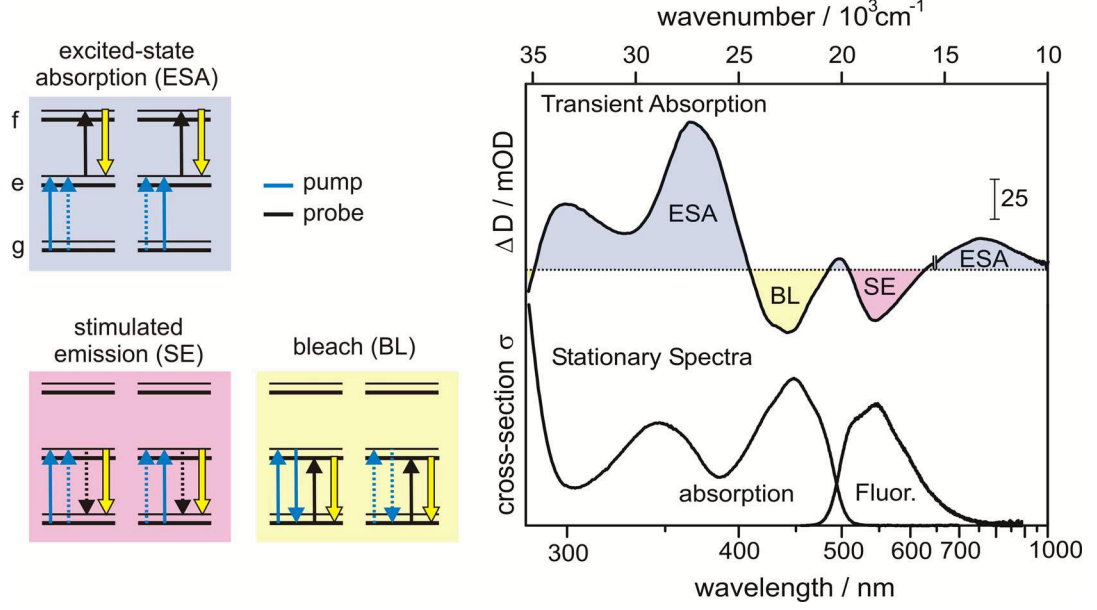 excited-state
absorption (ESA)
f
e
g
pump
probe
stimulated
emission (SE)
bleach (BL)
wavenumber / 10³cm⁻¹
35 30 25 20 15 10
Transient Absorption
Δ D / mOD
25
ESA
BL
SE
ESA
Stationary Spectra
cross-section σ
absorption
Fluor.
300 400 500 600 700 1000
wavelength / nm